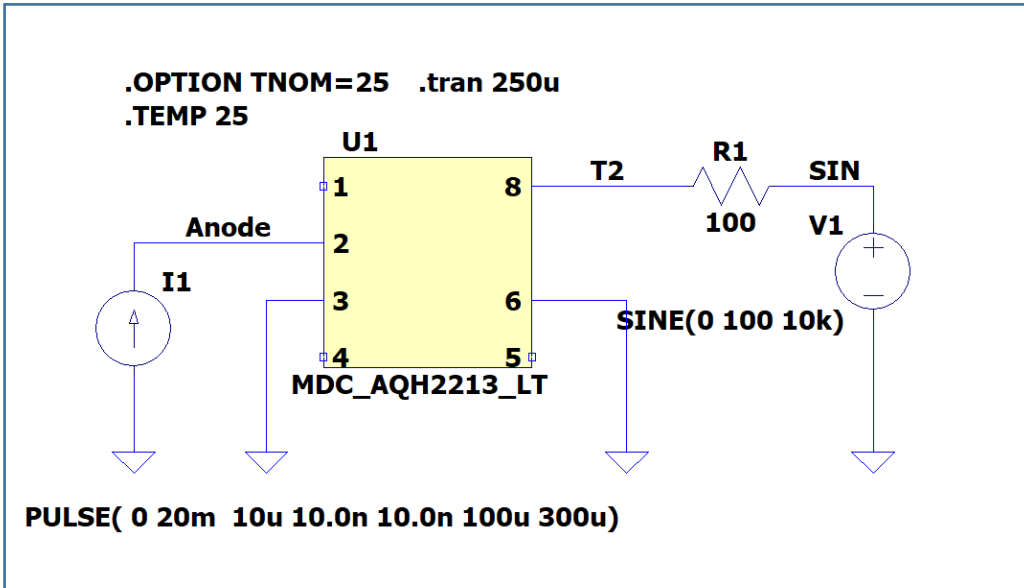 .OPTION TNOM=25 .tran 250u
.TEMP 25
U1
R1
T2
SIN
1
8
100
V1
Anode
2
I1
3
6
SINE(0 100 10k)
4
5
MDC_AQH2213_LT
PULSE( 0 20m 10u 10.0n 10.0n 100u 300u)